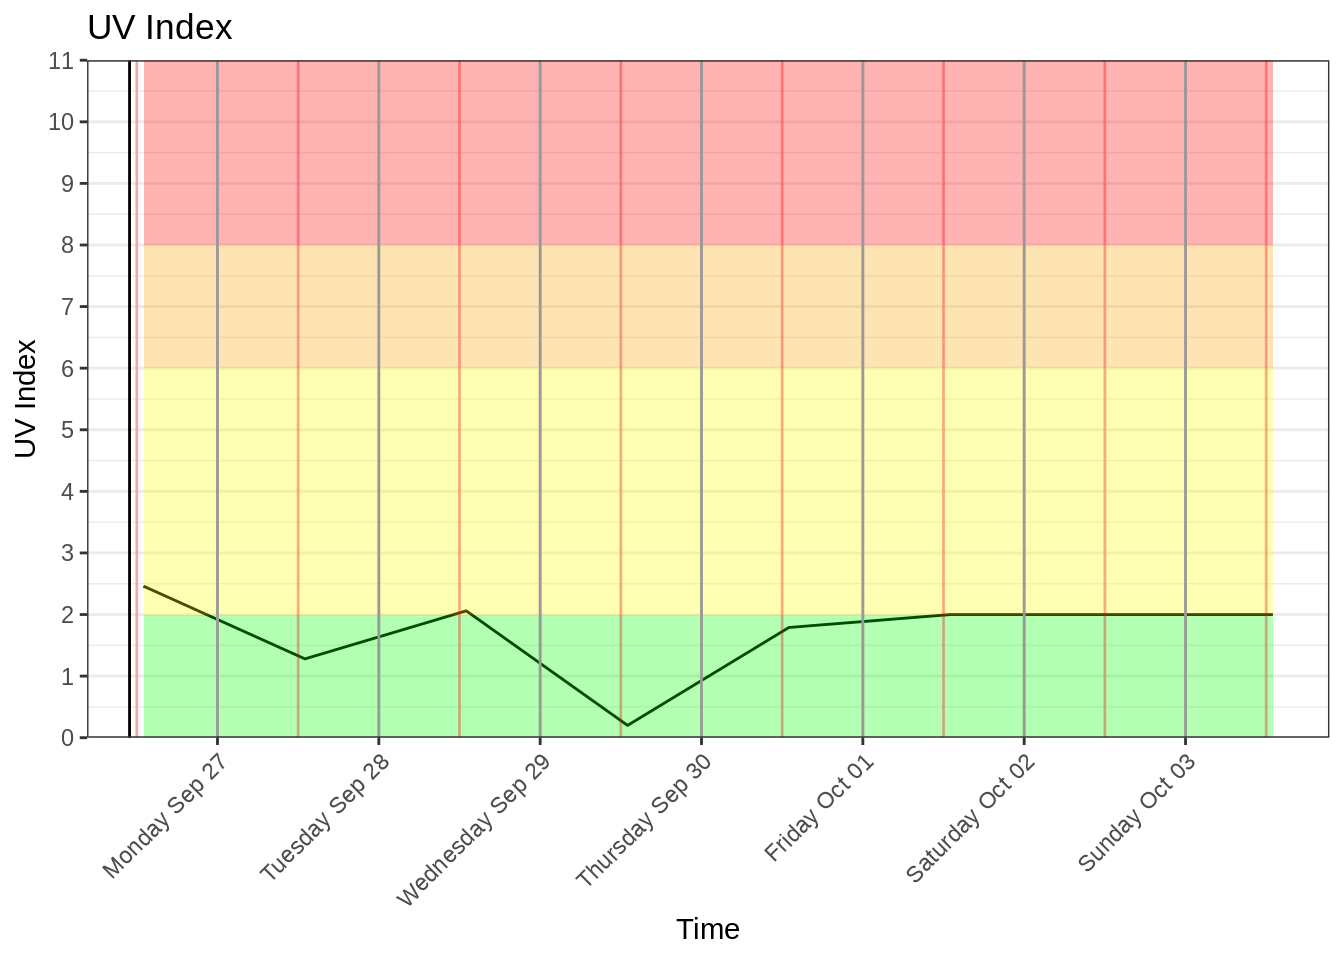 UV Index
11
10
9
8
7
6
5
4
3
2
1
0
UV Index
Monday Sep 27
Tuesday Sep 28
Wednesday Sep 29
Thursday Sep 30
Friday Oct 01
Saturday Oct 02
Sunday Oct 03
Time